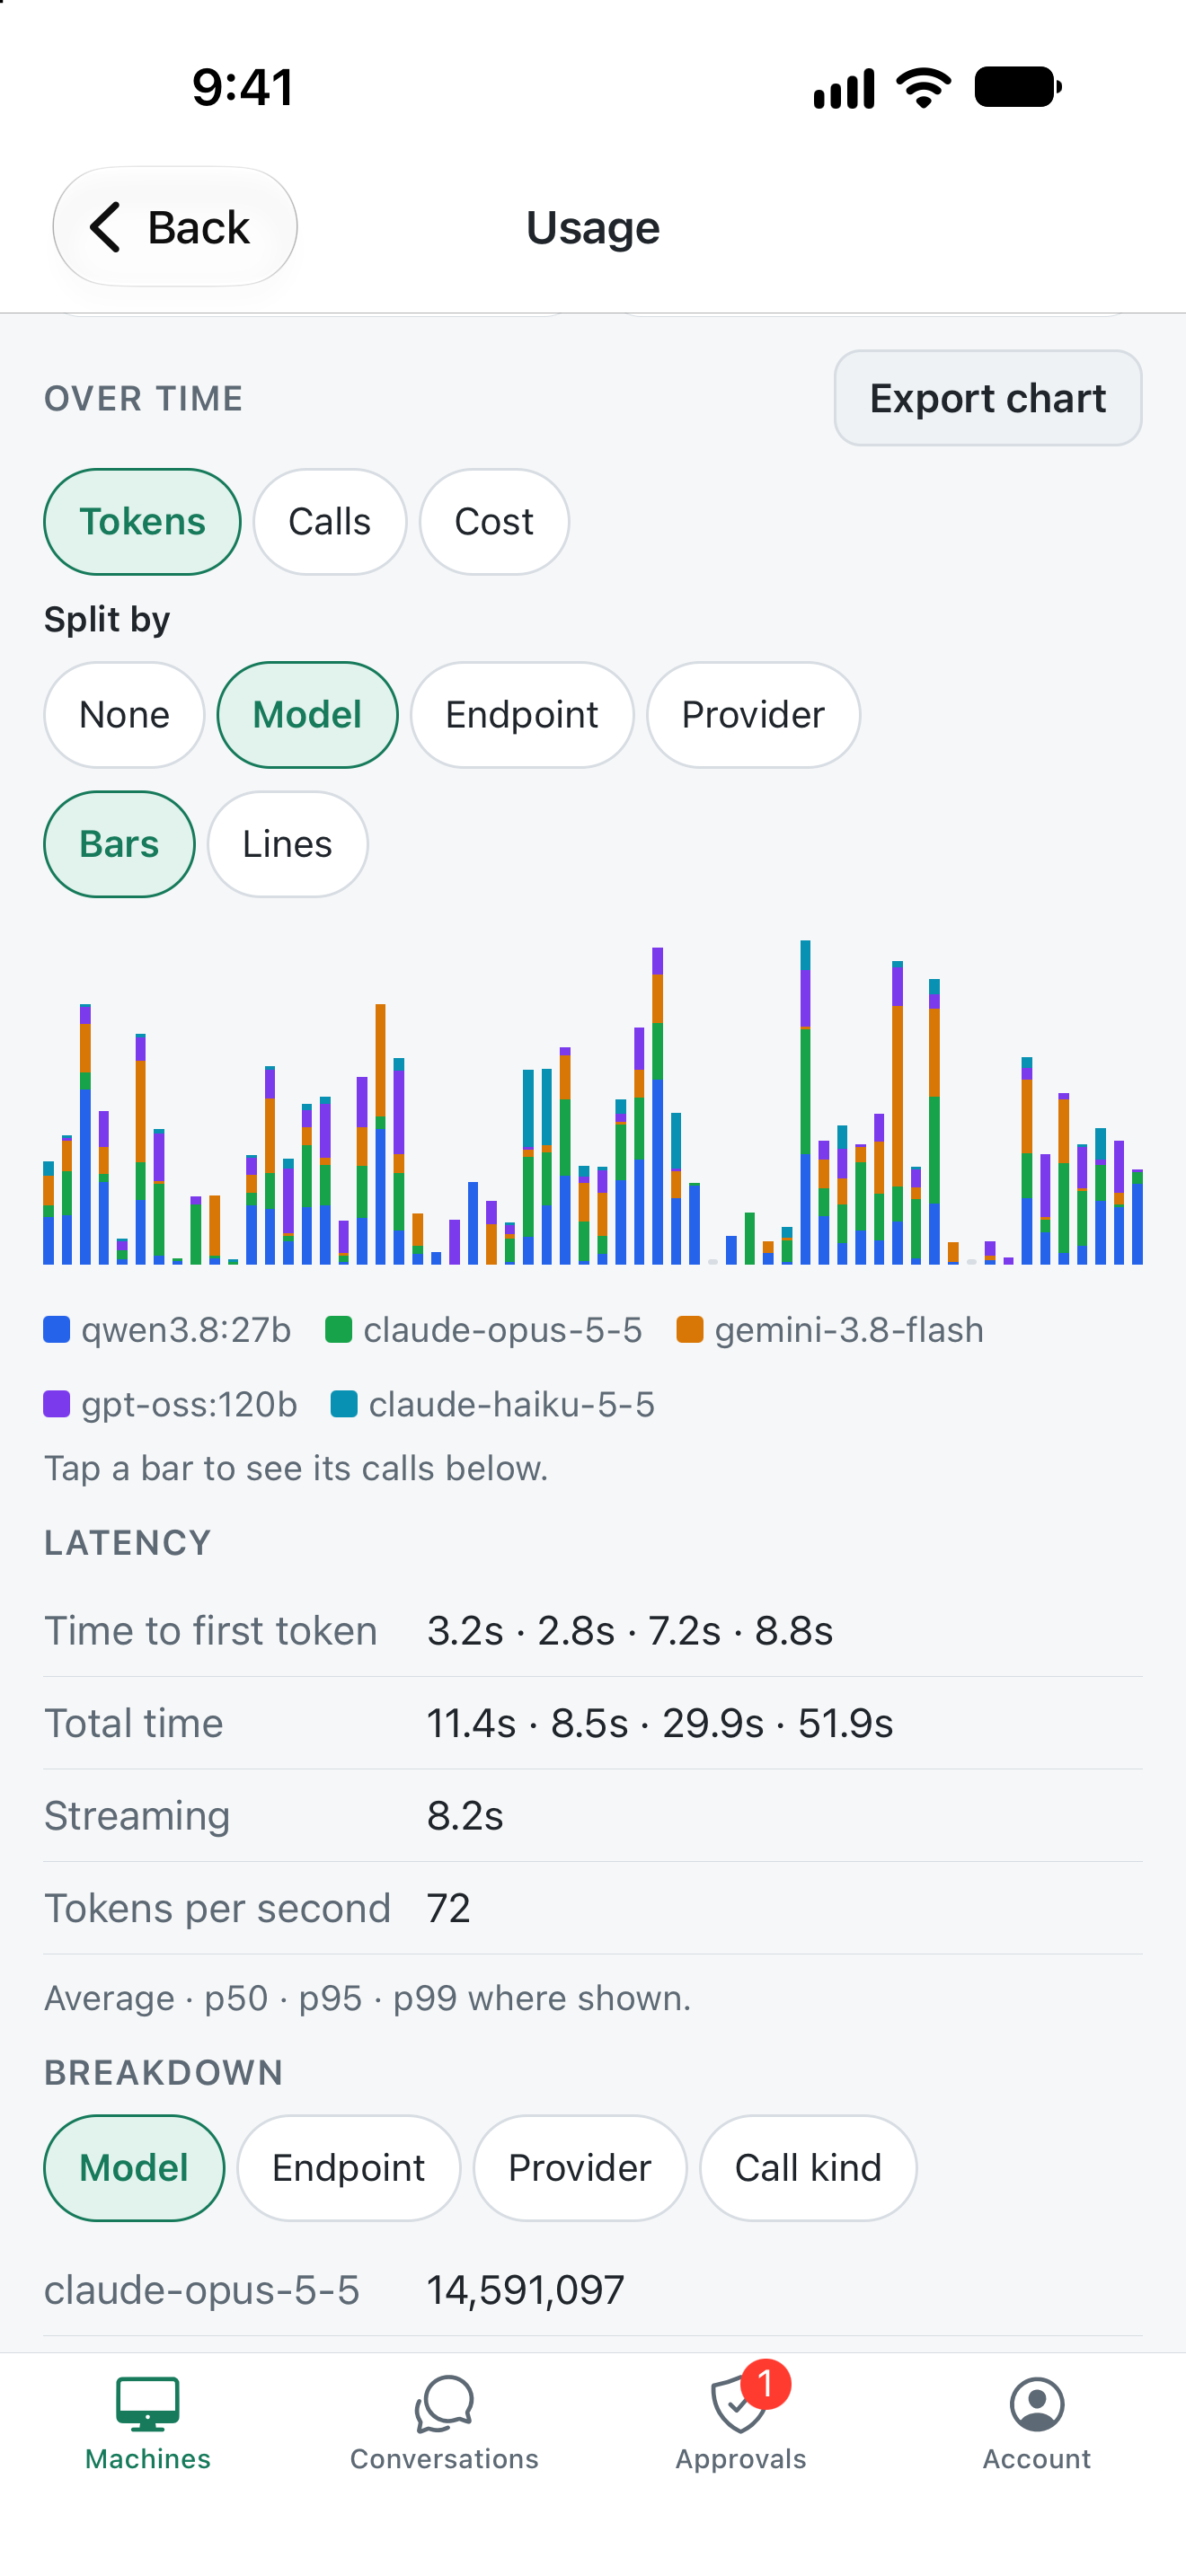 9:41
Back
Usage
OVER TIME
Export chart
Tokens
Calls
Cost
Split by
None
Model
Endpoint
Provider
Bars
Lines
qwen3.8:27b
claude-opus-5-5
gemini-3.8-flash
gpt-oss:120b
claude-haiku-5-5
Tap a bar to see its calls below.
LATENCY
Time to first token 3.2s · 2.8s · 7.2s · 8.8s
Total time 11.4s · 8.5s · 29.9s · 51.9s
Streaming 8.2s
Tokens per second 72
Average · p50 · p95 · p99 where shown.
BREAKDOWN
Model
Endpoint
Provider
Call kind
claude-opus-5-5 14,591,097
1
Machines
Conversations
Approvals
Account